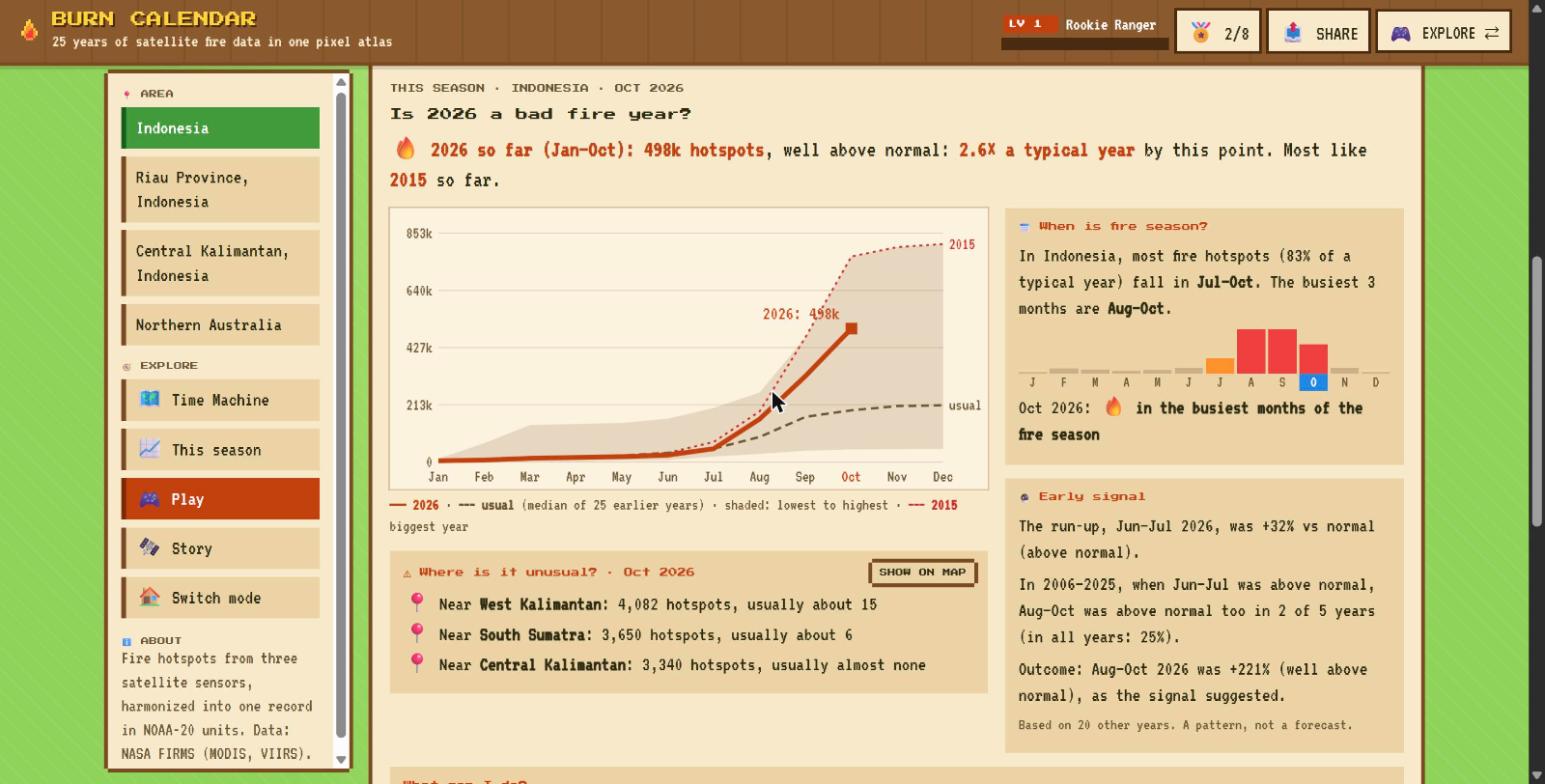 BURN CALENDAR
25 years of satellite fire data in one pixel atlas
LV 1 Rookie Ranger
2/8
SHARE
EXPLORE
AREA
Indonesia
Riau Province,
Indonesia
Central Kalimantan,
Indonesia
Northern Australia
EXPLORE
Time Machine
This season
Play
Story
Switch mode
ABOUT
Fire hotspots from three
satellite sensors,
harmonized into one record
in NOAA-20 units. Data:
NASA FIRMS (MODIS, VIIRS).
THIS SEASON · INDONESIA · OCT 2026
Is 2026 a bad fire year?
2026 so far (Jan-Oct): 498k hotspots, well above normal: 2.6× a typical year by this point. Most like
2015 so far.
853k
640k
427k
213k
0
2015
2026: 498k
usual
Jan Feb Mar Apr May Jun Jul Aug Sep Oct Nov Dec
2026 · usual (median of 25 earlier years) · shaded: lowest to highest · 2015
biggest year
Where is it unusual? · Oct 2026
SHOW ON MAP
Near West Kalimantan: 4,082 hotspots, usually about 15
Near South Sumatra: 3,650 hotspots, usually about 6
Near Central Kalimantan: 3,340 hotspots, usually almost none
When is fire season?
In Indonesia, most fire hotspots (83% of a
typical year) fall in Jul-Oct. The busiest 3
months are Aug-Oct.
J F M A M J J A S O N D
Oct 2026: in the busiest months of the
fire season
Early signal
The run-up, Jun-Jul 2026, was +32% vs normal
(above normal).
In 2006-2025, when Jun-Jul was above normal,
Aug-Oct was above normal too in 2 of 5 years
(in all years: 25%).
Outcome: Aug-Oct 2026 was +221% (well above
normal), as the signal suggested.
Based on 20 other years. A pattern, not a forecast.